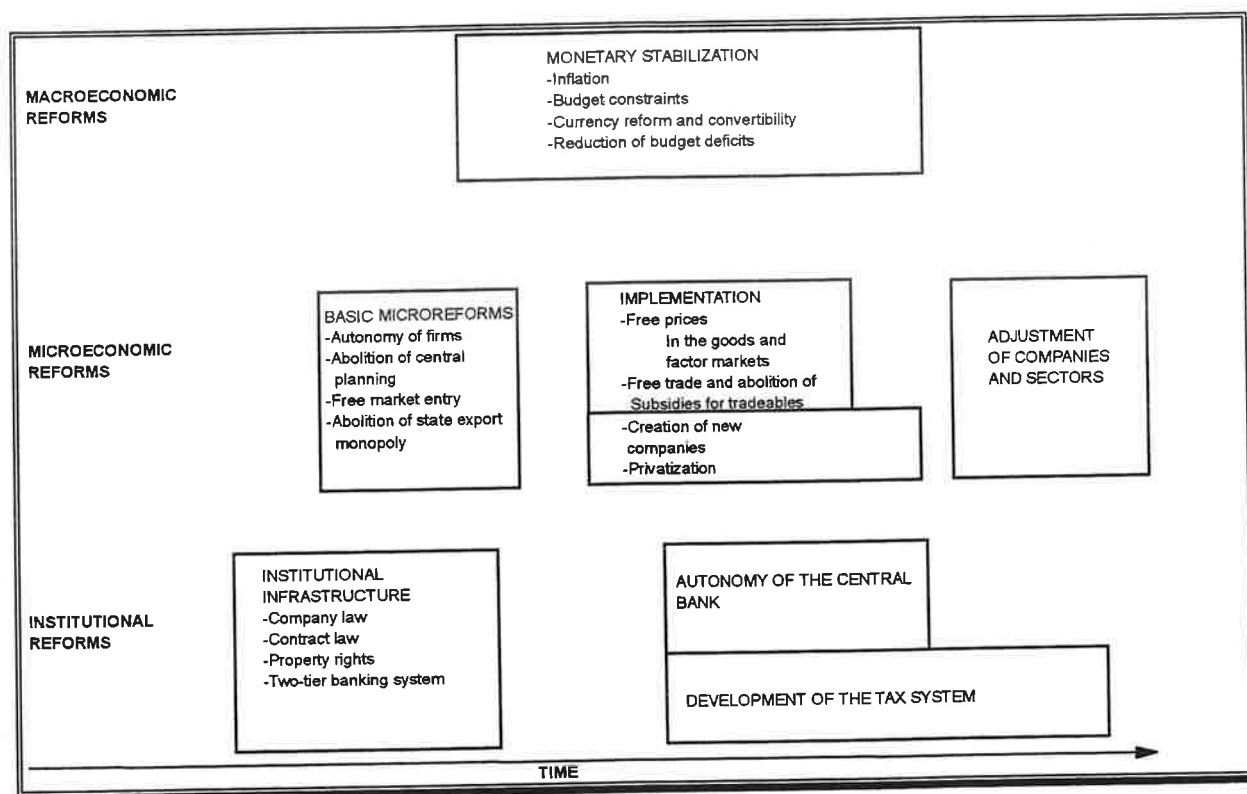 MACROECONOMIC
REFORMS
MONETARY STABILIZATION
-Inflation
-Budget constraints
-Currency reform and convertibility
-Reduction of budget deficits
MICROECONOMIC
REFORMS
BASIC MICROREFORMS
-Autonomy of firms
-Abolition of central
planning
-Free market entry
-Abolition of state export
monopoly
IMPLEMENTATION
-Free prices
In the goods and
factor markets
-Free trade and abolition of
Subsidies for tradeables
-Creation of new
companies
-Privatization
ADJUSTMENT
OF COMPANIES
AND SECTORS
INSTITUTIONAL
REFORMS
INSTITUTIONAL
INFRASTRUCTURE
-Company law
-Contract law
-Property rights
-Two-tier banking system
AUTONOMY OF THE CENTRAL
BANK
DEVELOPMENT OF THE TAX SYSTEM
TIME